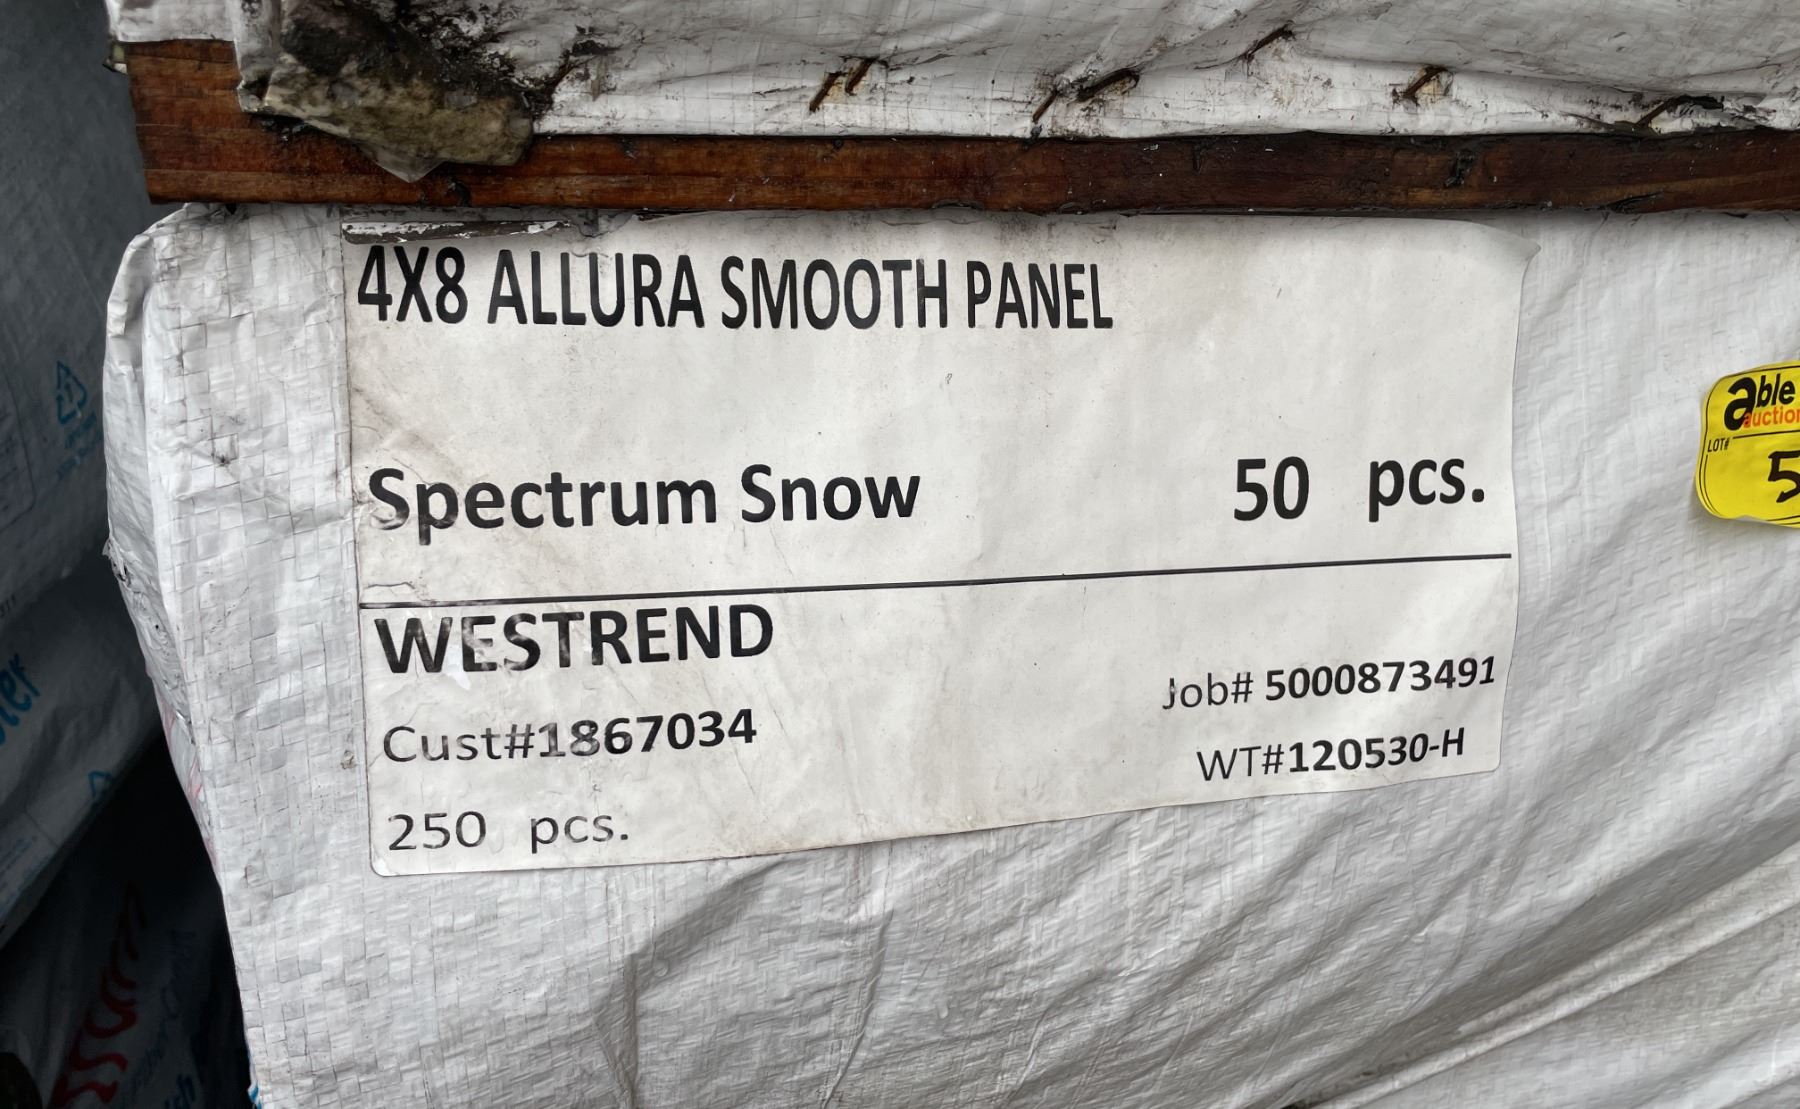 4X8 ALLURA SMOOTH PANEL
Spectrum Snow 50 pcs.
WESTREND
Job# 5000873491
Cust#1867034
WT#120530-H
250 pcs.
able
auction
LOT#
5